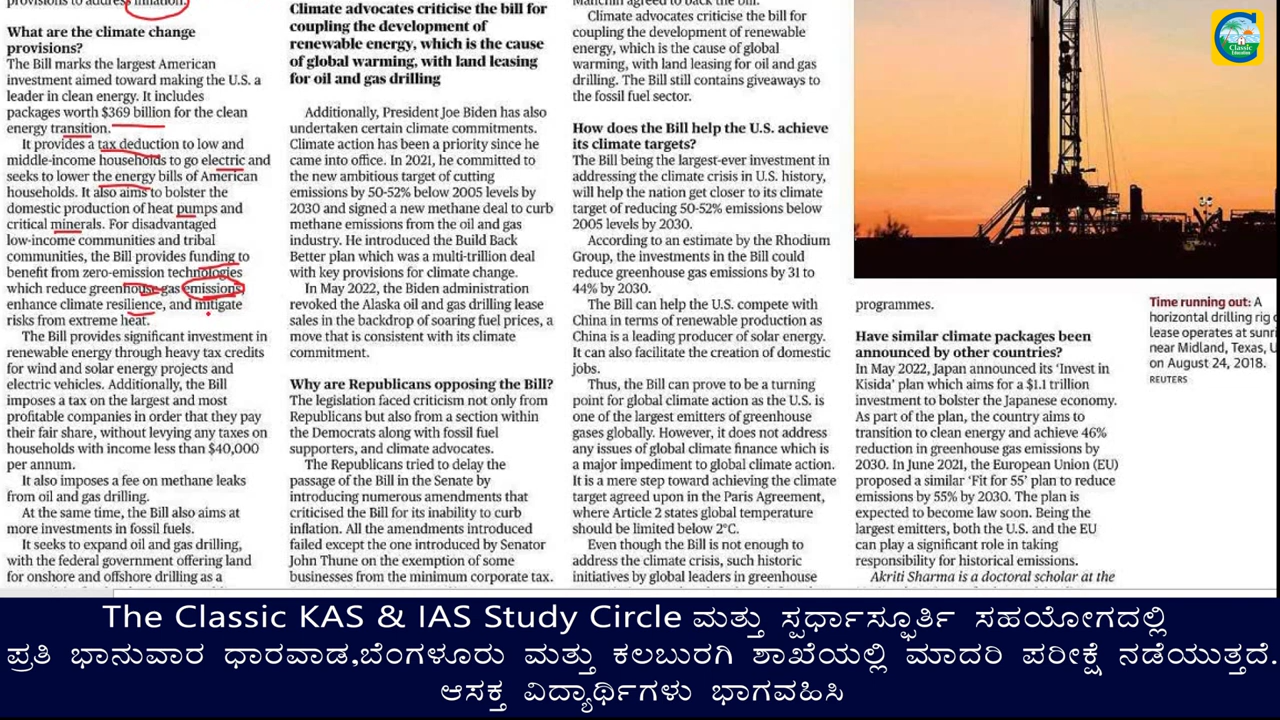 provisions to address inflation.
What are the climate change
provisions?
The Bill marks the largest American
investment aimed toward making the U.S. a
leader in clean energy. It includes
packages worth $369 billion for the clean
energy transition.
It provides a tax deduction to low and
middle-income households to go electric and
seeks to lower the energy bills of American
households. It also aims to bolster the
domestic production of heat pumps and
critical minerals. For disadvantaged
low-income communities and tribal
communities, the Bill provides funding to
benefit from zero-emission technologies
which reduce greenhouse gas emissions,
enhance climate resilience, and mitigate
risks from extreme heat.
The Bill provides significant investment in
renewable energy through heavy tax credits
for wind and solar energy projects and
electric vehicles. Additionally, the Bill
imposes a tax on the largest and most
profitable companies in order that they pay
their fair share, without levying any taxes on
households with income less than $40,000
per annum.
It also imposes a fee on methane leaks
from oil and gas drilling.
At the same time, the Bill also aims at
more investments in fossil fuels.
It seeks to expand oil and gas drilling,
with the federal government offering land
for onshore and offshore drilling as a
Climate advocates criticise the bill for
coupling the development of
renewable energy, which is the cause
of global warming, with land leasing
for oil and gas drilling
Additionally, President Joe Biden has also
undertaken certain climate commitments.
Climate action has been a priority since he
came into office. In 2021, he committed to
the new ambitious target of cutting
emissions by 50-52% below 2005 levels by
2030 and signed a new methane deal to curb
methane emissions from the oil and gas
industry. He introduced the Build Back
Better plan which was a multi-trillion deal
with key provisions for climate change.
In May 2022, the Biden administration
revoked the Alaska oil and gas drilling lease
sales in the backdrop of soaring fuel prices, a
move that is consistent with its climate
commitment.
Why are Republicans opposing the Bill?
The legislation faced criticism not only from
Republicans but also from a section within
the Democrats along with fossil fuel
supporters, and climate advocates.
The Republicans tried to delay the
passage of the Bill in the Senate by
introducing numerous amendments that
criticised the Bill for its inability to curb
inflation. All the amendments introduced
failed except the one introduced by Senator
John Thune on the exemption of some
businesses from the minimum corporate tax.
Manchin agreed to back the bill.
Climate advocates criticise the bill for
coupling the development of renewable
energy, which is the cause of global
warming, with land leasing for oil and gas
drilling. The Bill still contains giveaways to
the fossil fuel sector.
How does the Bill help the U.S. achieve
its climate targets?
The Bill being the largest-ever investment in
addressing the climate crisis in U.S. history,
will help the nation get closer to its climate
target of reducing 50-52% emissions below
2005 levels by 2030.
According to an estimate by the Rhodium
Group, the investments in the Bill could
reduce greenhouse gas emissions by 31 to
44% by 2030.
The Bill can help the U.S. compete with
China in terms of renewable production as
China is a leading producer of solar energy.
It can also facilitate the creation of domestic
jobs.
Thus, the Bill can prove to be a turning
point for global climate action as the U.S. is
one of the largest emitters of greenhouse
gases globally. However, it does not address
any issues of global climate finance which is
a major impediment to global climate action.
It is a mere step toward achieving the climate
target agreed upon in the Paris Agreement,
where Article 2 states global temperature
should be limited below 2°C.
Even though the Bill is not enough to
address the climate crisis, such historic
initiatives by global leaders in greenhouse
programmes.
Have similar climate packages been
announced by other countries?
In May 2022, Japan announced its 'Invest in
Kisida' plan which aims for a $1.1 trillion
investment to bolster the Japanese economy.
As part of the plan, the country aims to
transition to clean energy and achieve 46%
reduction in greenhouse gas emissions by
2030. In June 2021, the European Union (EU)
proposed a similar 'Fit for 55' plan to reduce
emissions by 55% by 2030. The plan is
expected to become law soon. Being the
largest emitters, both the U.S. and the EU
can play a significant role in taking
responsibility for historical emissions.
Akriti Sharma is a doctoral scholar at the
Time running out: A
horizontal drilling rig
lease operates at
near Midland, Texas,
on August 24, 2018.
REUTERS
Classic
Education
The Classic KAS & IAS Study Circle ಮತ್ತು ಸ್ಪರ್ಧಾಸ್ಫೂರ್ತಿ ಸಹಯೋಗದಲ್ಲಿ
ಪ್ರತಿ ಭಾನುವಾರ ಧಾರವಾಡ,ಬೆಂಗಳೂರು ಮತ್ತು ಕಲಬುರಗಿ ಶಾಖೆಯಲ್ಲಿ ಮಾದರಿ ಪರೀಕ್ಷೆ ನಡೆಯುತ್ತದೆ.
ಆಸಕ್ತ ವಿದ್ಯಾರ್ಥಿಗಳು ಭಾಗವಹಿಸಿ